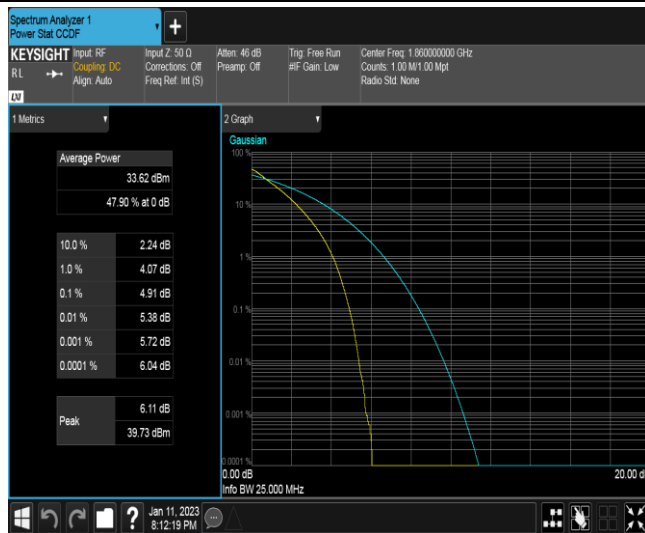 Spectrum Analyzer 1
Power Stat CCDF
+
KEYSIGHT
RL
LXI
Input: RF
Coupling: DC
Align: Auto
Input Z: 50 Ω
Corrections: Off
Freq Ref: Int (S)
Atten: 46 dB
Preamp: Off
Trig: Free Run
#IF Gain: Low
Center Freq: 1.860000000 GHz
Counts: 1.00 M/1.00 Mpt
Radio Std: None
1 Metrics
Average Power
33.62 dBm
47.90 % at 0 dB
10.0 % 2.24 dB
1.0 % 4.07 dB
0.1 % 4.91 dB
0.01 % 5.38 dB
0.001 % 5.72 dB
0.0001 % 6.04 dB
Peak 6.11 dB
39.73 dBm
2 Graph
Gaussian
100 %
10 %
1 %
0.1 %
0.01 %
0.001 %
0.0001 %
0.00 dB
20.00 d
Info BW 25.000 MHz
?
Jan 11, 2023
8:12:19 PM